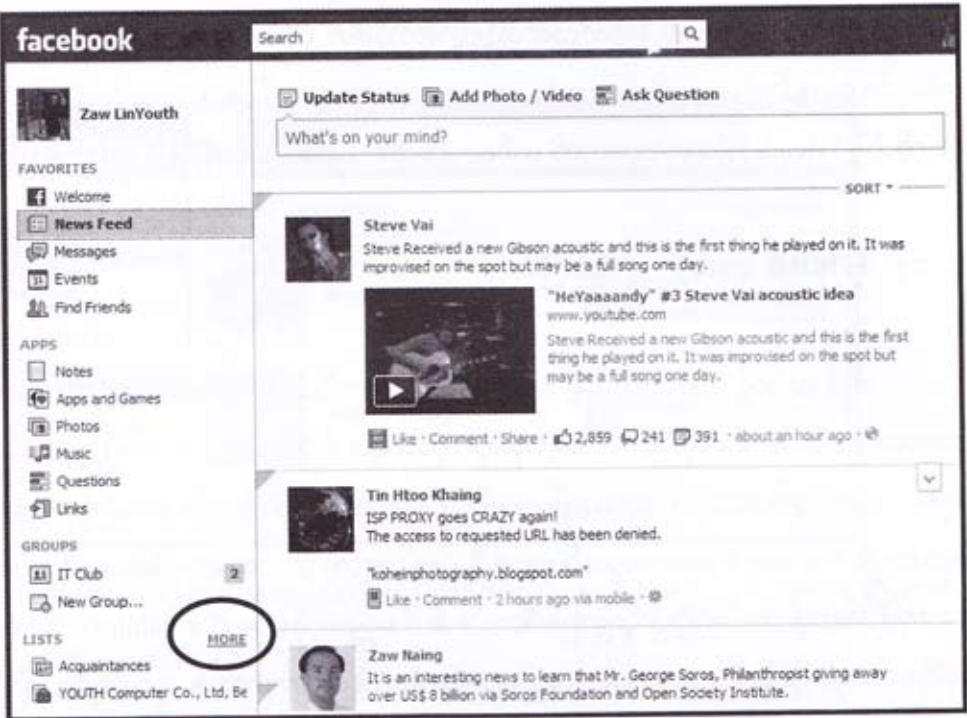 facebook
Search
Zaw LinYouth
FAVORITES
Welcome
News Feed
Messages
Events
Find Friends
APPS
Notes
Apps and Games
Photos
Music
Questions
Links
GROUPS
IT Club 2
New Group...
LISTS MORE
Acquaintances
YOUTH Computer Co., Ltd, Be
Update Status Add Photo / Video Ask Question
What's on your mind?
SORT
Steve Vai
Steve Received a new Gibson acoustic and this is the first thing he played on it. It was
improvised on the spot but may be a full song one day.
"HeYaaaandy" #3 Steve Vai acoustic idea
www.youtube.com
Steve Received a new Gibson acoustic and this is the first
thing he played on it. It was improvised on the spot but
may be a full song one day.
Like · Comment · Share · 2,859 241 391 · about an hour ago ·
Tin Htoo Khaing
ISP PROXY goes CRAZY again!
The access to requested URL has been denied.
"koheinphotography.blogspot.com"
Like · Comment · 2 hours ago via mobile ·
Zaw Naing
It is an interesting news to learn that Mr. George Soros, Philanthropist giving away
over US$ 8 billion via Soros Foundation and Open Society Institute.